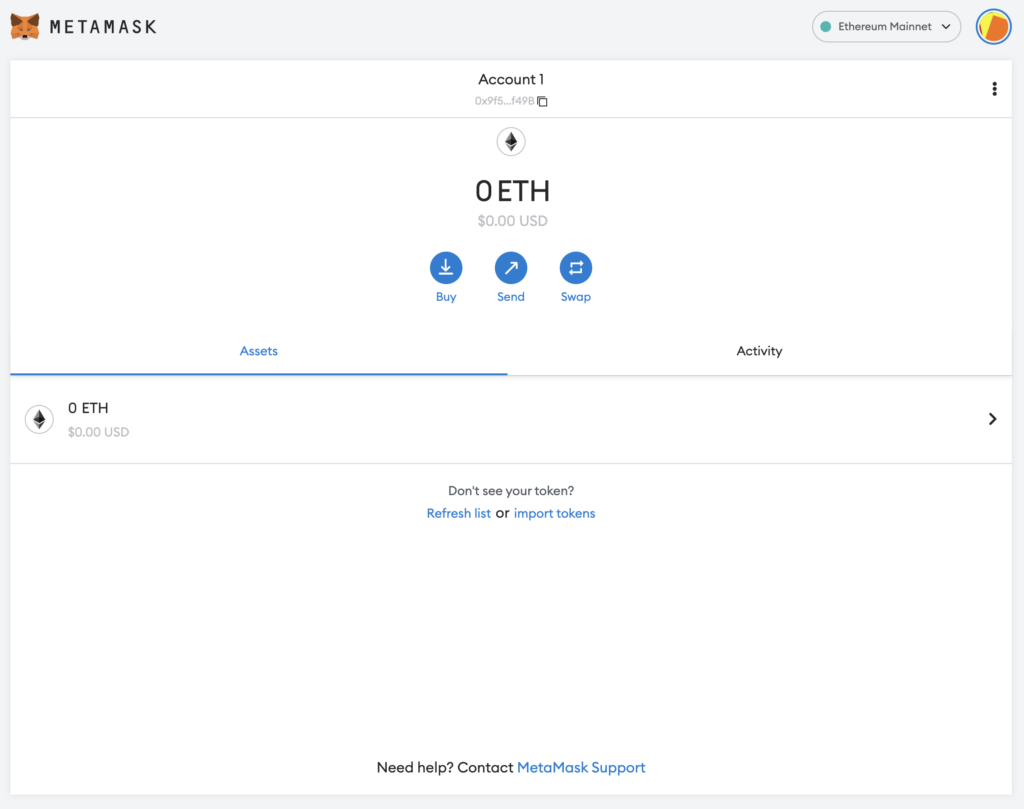 METAMASK
Ethereum Mainnet
Account 1
0x9f5...f49B
0 ETH
$0.00 USD
Buy Send Swap
Assets Activity
0 ETH
$0.00 USD
Don't see your token?
Refresh list or import tokens
Need help? Contact MetaMask Support